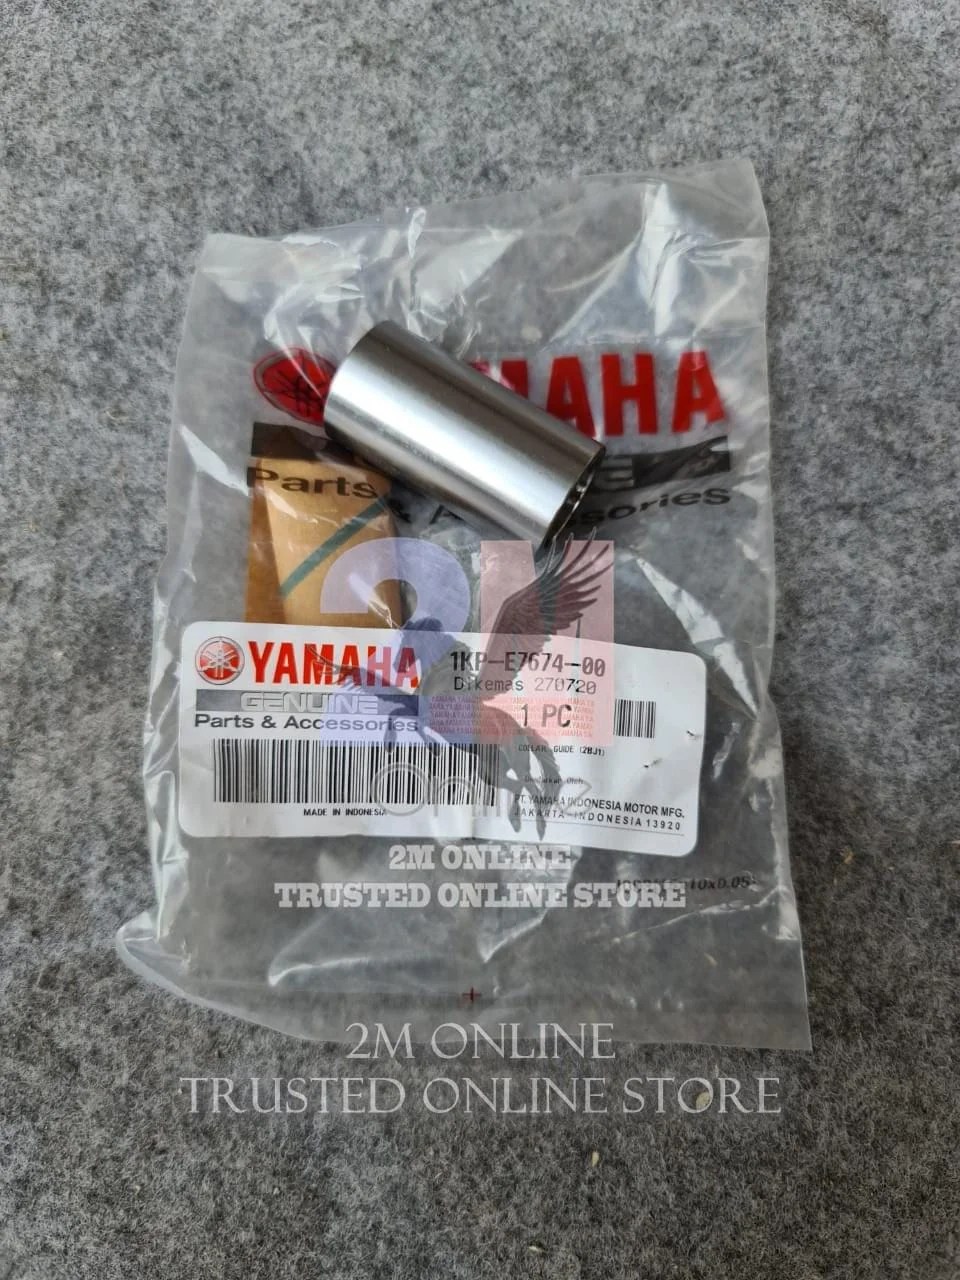 YAMAHA
Parts
& Accessories
YAMAHA
GENUINE
Parts & Accessories
1KP-E7674-00
Dikemas 270720
1 PC
COLLAR, GUIDE (2BJ1)
PT. YAMAHA INDONESIA MOTOR MFG.
JAKARTA - INDONESIA 13920
MADE IN INDONESIA
2M
Online
2M ONLINE
TRUSTED ONLINE STORE
2M ONLINE
TRUSTED ONLINE STORE